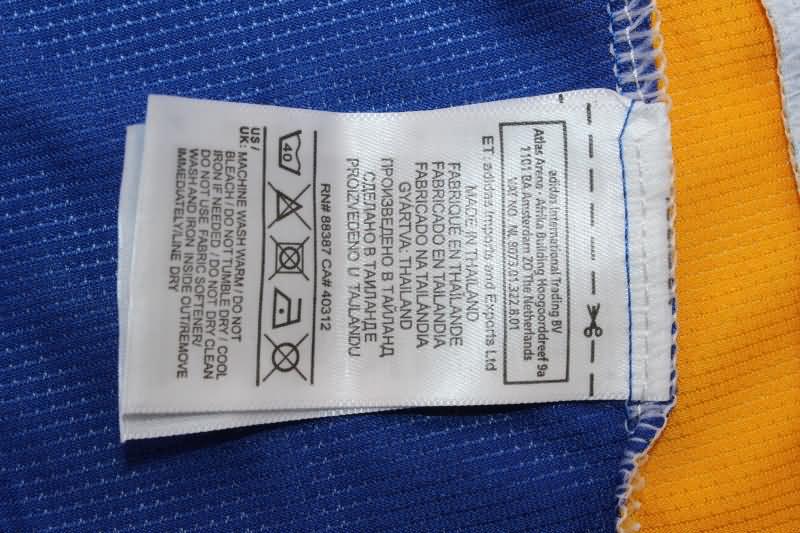 adidas International Trading BV
Atlas Arena - Afrika Building Hoogoorddreef 9a
1101 BA Amsterdam ZO The Netherlands
VAT NO.: NL.8073.01.322.B.01
ET: adidas Imports and Exports Ltd
MADE IN THAILAND
FABRIQUE EN THAÏLANDE
FABRICADO EN TAILANDIA
FABRICADO NA TAILÂNDIA
GYÁRTVA: THAILAND
ПРОИЗВЕДЕНО В ТАЙЛАНД
СДЕЛАНО В ТАИЛАНДЕ
PROIZVEDENO U TAJLANDU
RN# 88387 CA# 40312
40
US /
UK: MACHINE WASH WARM / DO NOT
BLEACH / DO NOT TUMBLE DRY / COOL
IRON IF NEEDED / DO NOT DRY CLEAN
DO NOT USE FABRIC SOFTENER/
WASH AND IRON INSIDE OUT/REMOVE
IMMEDIATELY/LINE DRY